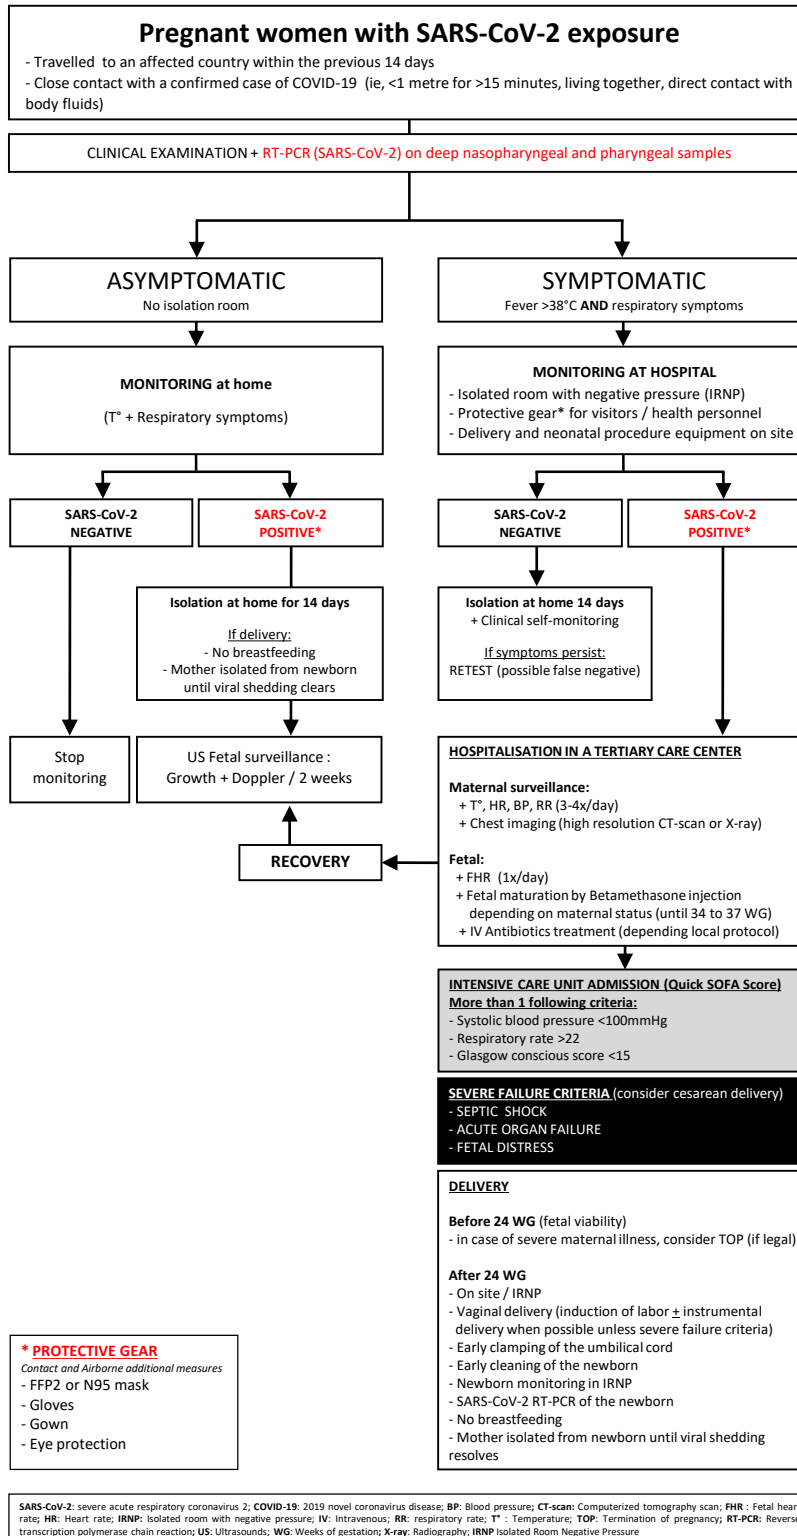 Pregnant women with SARS-CoV-2 exposure
- Travelled to an affected country within the previous 14 days
- Close contact with a confirmed case of COVID-19 (ie, <1 metre for >15 minutes, living together, direct contact with
body fluids)
CLINICAL EXAMINATION + RT-PCR (SARS-CoV-2) on deep nasopharyngeal and pharyngeal samples
ASYMPTOMATIC
No isolation room
SYMPTOMATIC
Fever >38°C AND respiratory symptoms
MONITORING at home
(T° + Respiratory symptoms)
MONITORING AT HOSPITAL
- Isolated room with negative pressure (IRNP)
- Protective gear* for visitors / health personnel
- Delivery and neonatal procedure equipment on site
SARS-CoV-2
NEGATIVE
SARS-CoV-2
POSITIVE*
SARS-CoV-2
NEGATIVE
SARS-CoV-2
POSITIVE*
Isolation at home for 14 days
If delivery:
- No breastfeeding
- Mother isolated from newborn
until viral shedding clears
Isolation at home 14 days
+ Clinical self-monitoring
If symptoms persist:
RETEST (possible false negative)
Stop
monitoring
US Fetal surveillance :
Growth + Doppler / 2 weeks
RECOVERY
HOSPITALISATION IN A TERTIARY CARE CENTER
Maternal surveillance:
+ T°, HR, BP, RR (3-4x/day)
+ Chest imaging (high resolution CT-scan or X-ray)
Fetal:
+ FHR (1x/day)
+ Fetal maturation by Betamethasone injection
depending on maternal status (until 34 to 37 WG)
+ IV Antibiotics treatment (depending local protocol)
INTENSIVE CARE UNIT ADMISSION (Quick SOFA Score)
More than 1 following criteria:
- Systolic blood pressure <100mmHg
- Respiratory rate >22
- Glasgow conscious score <15
SEVERE FAILURE CRITERIA (consider cesarean delivery)
- SEPTIC SHOCK
- ACUTE ORGAN FAILURE
- FETAL DISTRESS
DELIVERY
Before 24 WG (fetal viability)
- in case of severe maternal illness, consider TOP (if legal)
After 24 WG
- On site / IRNP
- Vaginal delivery (induction of labor + instrumental
delivery when possible unless severe failure criteria)
- Early clamping of the umbilical cord
- Early cleaning of the newborn
- Newborn monitoring in IRNP
- SARS-CoV-2 RT-PCR of the newborn
- No breastfeeding
- Mother isolated from newborn until viral shedding
resolves
* PROTECTIVE GEAR
Contact and Airborne additional measures
- FFP2 or N95 mask
- Gloves
- Gown
- Eye protection
SARS-CoV-2: severe acute respiratory coronavirus 2; COVID-19: 2019 novel coronavirus disease; BP: Blood pressure; CT-scan: Computerized tomography scan; FHR : Fetal hear
rate; HR: Heart rate; IRNP: Isolated room with negative pressure; IV: Intravenous; RR: respiratory rate; T° : Temperature; TOP: Termination of pregnancy; RT-PCR: Reverse
transcription polymerase chain reaction; US: Ultrasounds; WG: Weeks of gestation; X-ray: Radiography; IRNP Isolated Room Negative Pressure